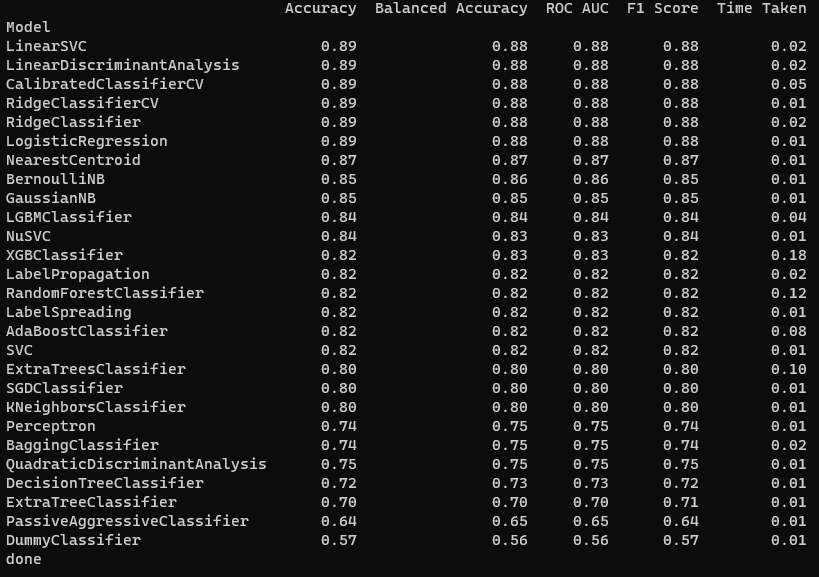 Accuracy Balanced Accuracy ROC AUC F1 Score Time Taken
Model
LinearSVC 0.89 0.88 0.88 0.88 0.02
LinearDiscriminantAnalysis 0.89 0.88 0.88 0.88 0.02
CalibratedClassifierCV 0.89 0.88 0.88 0.88 0.05
RidgeClassifierCV 0.89 0.88 0.88 0.88 0.01
RidgeClassifier 0.89 0.88 0.88 0.88 0.02
LogisticRegression 0.89 0.88 0.88 0.88 0.01
NearestCentroid 0.87 0.87 0.87 0.87 0.01
BernoulliNB 0.85 0.86 0.86 0.85 0.01
GaussianNB 0.85 0.85 0.85 0.85 0.01
LGBMClassifier 0.84 0.84 0.84 0.84 0.04
NuSVC 0.84 0.83 0.83 0.84 0.01
XGBClassifier 0.82 0.83 0.83 0.82 0.18
LabelPropagation 0.82 0.82 0.82 0.82 0.02
RandomForestClassifier 0.82 0.82 0.82 0.82 0.12
LabelSpreading 0.82 0.82 0.82 0.82 0.01
AdaBoostClassifier 0.82 0.82 0.82 0.82 0.08
SVC 0.82 0.82 0.82 0.82 0.01
ExtraTreesClassifier 0.80 0.80 0.80 0.80 0.10
SGDClassifier 0.80 0.80 0.80 0.80 0.01
KNeighborsClassifier 0.80 0.80 0.80 0.80 0.01
Perceptron 0.74 0.75 0.75 0.74 0.01
BaggingClassifier 0.74 0.75 0.75 0.74 0.02
QuadraticDiscriminantAnalysis 0.75 0.75 0.75 0.75 0.01
DecisionTreeClassifier 0.72 0.73 0.73 0.72 0.01
ExtraTreeClassifier 0.70 0.70 0.70 0.71 0.01
PassiveAggressiveClassifier 0.64 0.65 0.65 0.64 0.01
DummyClassifier 0.57 0.56 0.56 0.57 0.01
done